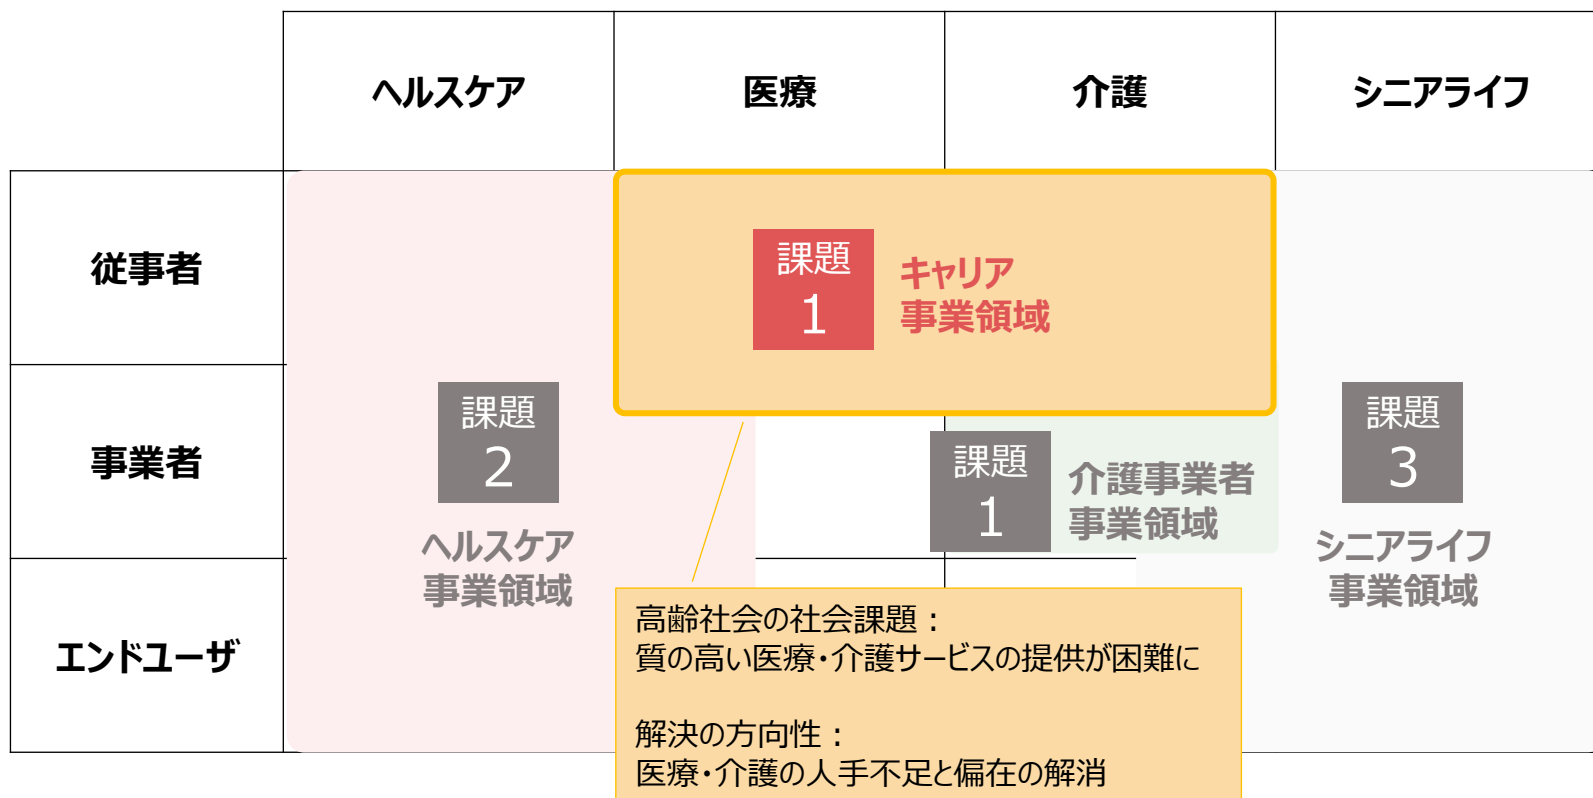 ヘルスケア
医療
介護
シニアライフ
従事者
課題
1
キャリア
事業領域
事業者
課題
2
ヘルスケア
事業領域
課題
1
介護事業者
事業領域
課題
3
シニアライフ
事業領域
エンドユーザ
高齢社会の社会課題：
質の高い医療・介護サービスの提供が困難に
解決の方向性：
医療・介護の人手不足と偏在の解消